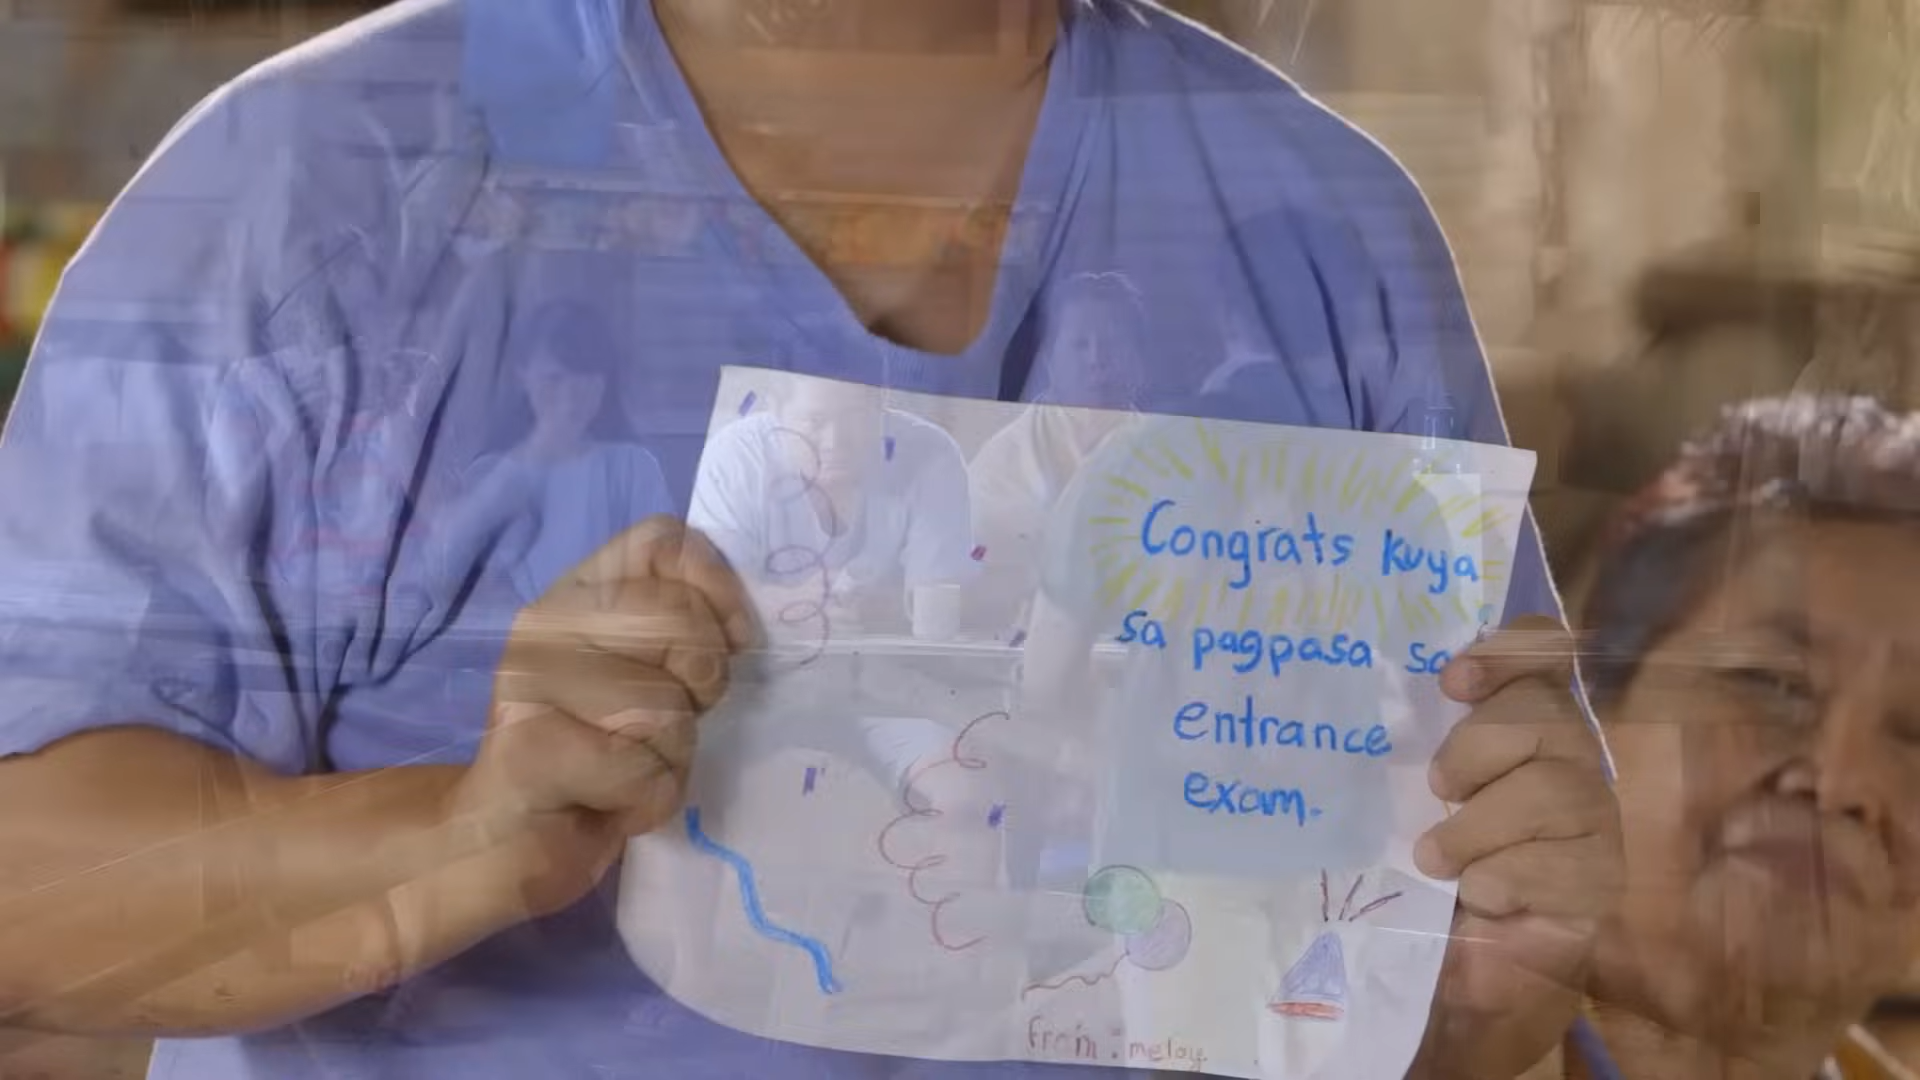 Congrats kuya
sa pagpasa sa
entrance
exam.
From: meloy